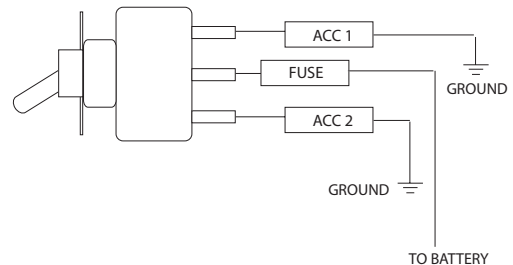 ACC 1
FUSE
GROUND
ACC 2
GROUND
TO BATTERY